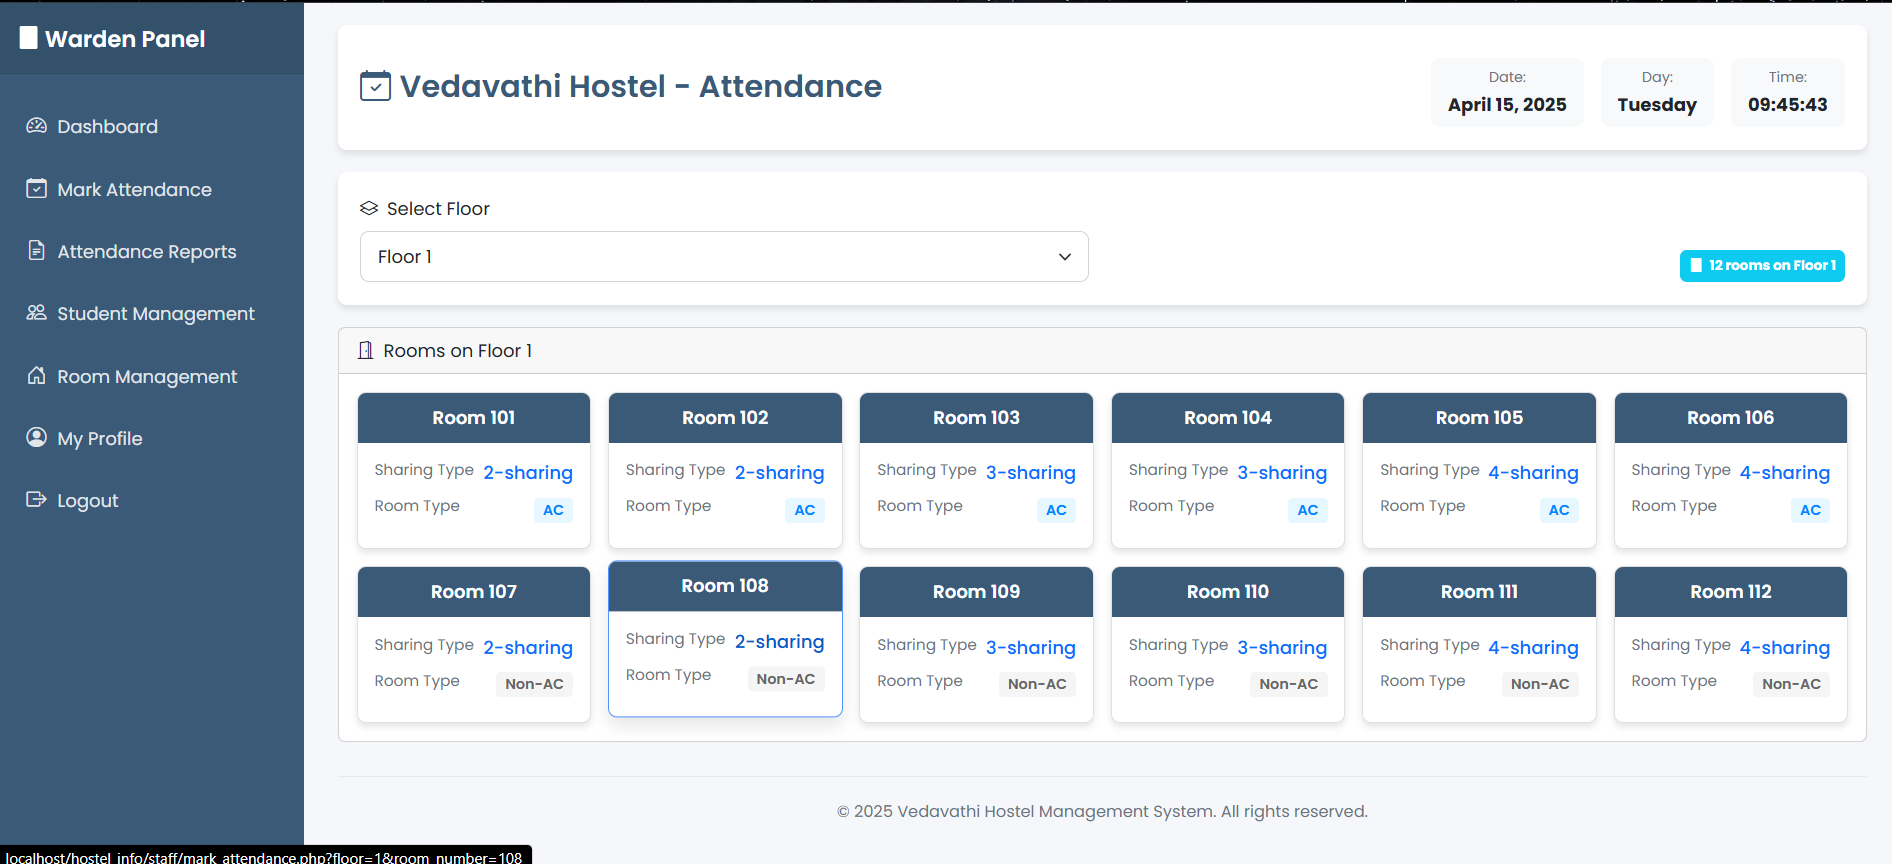 Warden Panel
Dashboard
Mark Attendance
Attendance Reports
Student Management
Room Management
My Profile
Logout
Vedavathi Hostel - Attendance
Date:
April 15, 2025
Day:
Tuesday
Time:
09:45:43
Select Floor
Floor 1
12 rooms on Floor 1
Rooms on Floor 1
Room 101
Sharing Type 2-sharing
Room Type AC
Room 102
Sharing Type 2-sharing
Room Type AC
Room 103
Sharing Type 3-sharing
Room Type AC
Room 104
Sharing Type 3-sharing
Room Type AC
Room 105
Sharing Type 4-sharing
Room Type AC
Room 106
Sharing Type 4-sharing
Room Type AC
Room 107
Sharing Type 2-sharing
Room Type Non-AC
Room 108
Sharing Type 2-sharing
Room Type Non-AC
Room 109
Sharing Type 3-sharing
Room Type Non-AC
Room 110
Sharing Type 3-sharing
Room Type Non-AC
Room 111
Sharing Type 4-sharing
Room Type Non-AC
Room 112
Sharing Type 4-sharing
Room Type Non-AC
© 2025 Vedavathi Hostel Management System. All rights reserved.
localhost/hostel_info/staff/mark_attendance.php?floor=1&room_number=108